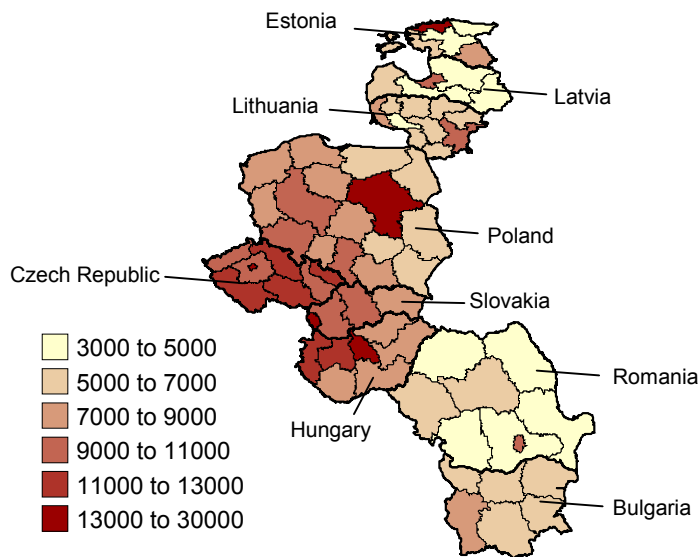 Estonia
Latvia
Lithuania
Poland
Czech Republic
Slovakia
3000 to 5000
5000 to 7000
Romania
7000 to 9000
Hungary
9000 to 11000
11000 to 13000
Bulgaria
13000 to 30000